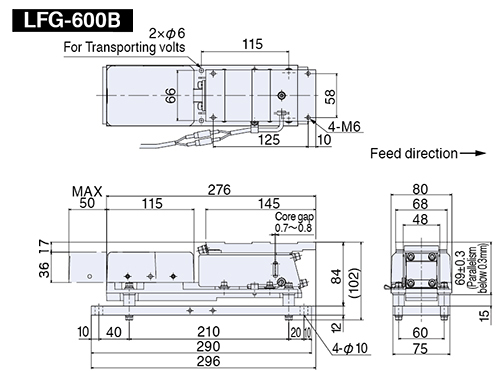 LFG-600B
2×φ6
For Transporting volts
115
66
58
4-M6
125
10
Feed direction
MAX
50
276
115
145
Core gap
0.7～0.8
17
36
84
(102)
12
10
40
210
20
10
290
4-φ10
296
80
68
48
69±0.3
(Parallelism
below 0.3mm)
15
60
75